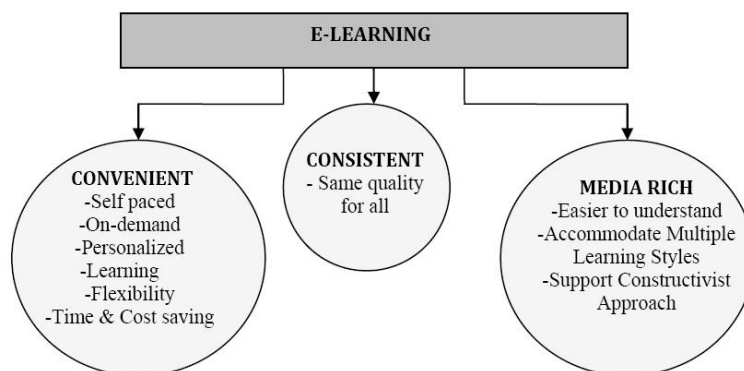 E-LEARNING
CONVENIENT
-Self paced
-On-demand
-Personalized
-Learning
-Flexibility
-Time & Cost saving
CONSISTENT
- Same quality
for all
MEDIA RICH
-Easier to understand
-Accommodate Multiple
Learning Styles
-Support Constructivist
Approach